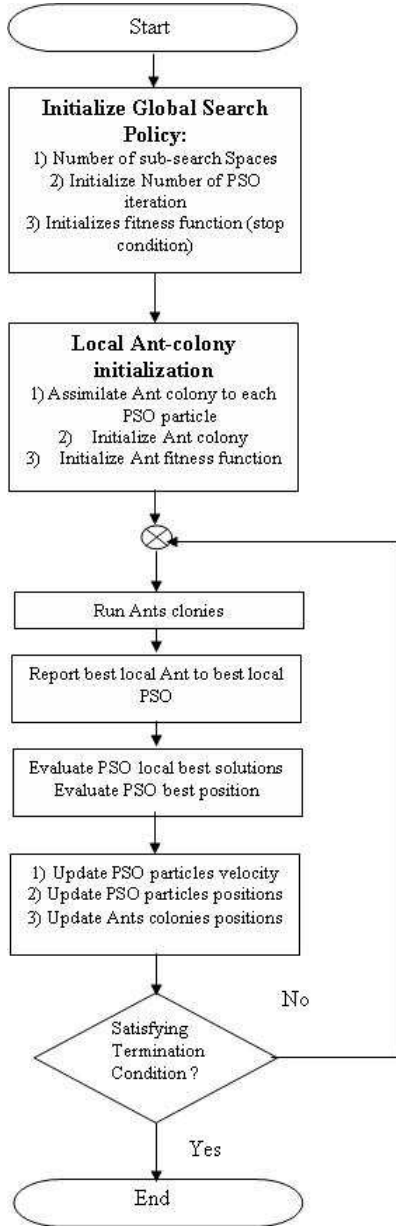 Start
Initialize Global Search
Policy:
1) Number of sub-search Spaces
2) Initialize Number of PSO
iteration
3) Initializes fitness function (stop
condition)
Local Ant-colony
initialization
1) Assimilate Ant colony to each
PSO particle
2) Initialize Ant colony
3) Initialize Ant fitness function
Run Ants clonies
Report best local Ant to best local
PSO
Evaluate PSO local best solutions
Evaluate PSO best position
1) Update PSO particles velocity
2) Update PSO particles positions
3) Update Ants colonies positions
No
Satisfying
Termination
Condition ?
Yes
End